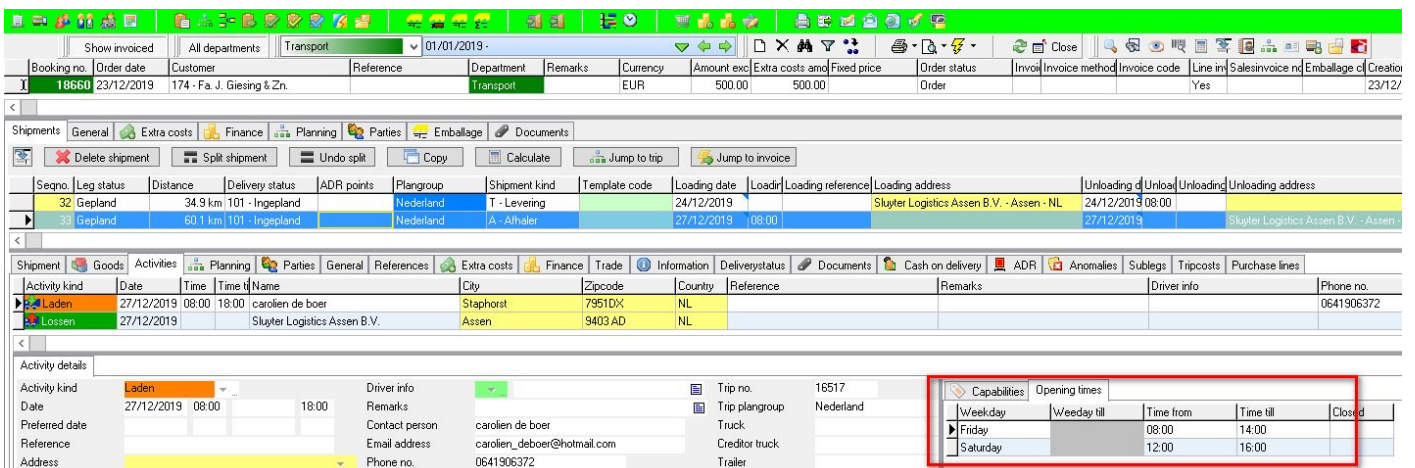 Show invoiced All departments Transport 01/01/2019 - Close
Booking no. Order date Customer Reference Department Remarks Currency Amount exc Extra costs amo Fixed price Order status Invoi Invoice method Invoice code Line in Salesinvoice no Emballage cl Creation
18660 23/12/2019 174 - Fa. J. Giesing & Zn. Transport EUR 500.00 500.00 Order Yes 23/12/
Shipments General Extra costs Finance Planning Parties Emballage Documents
Delete shipment Split shipment Undo split Copy Calculate Jump to trip Jump to invoice
Seqno. Leg status Distance Delivery status ADR points Plangroup Shipment kind Template code Loading date Loadin Loading reference Loading address Unloading d Unload Unloading Unloading address
32 Gepland 34.9 km 101 - Ingepland Nederland T - Levering 24/12/2019 Sluyter Logistics Assen B.V. - Assen - NL 24/12/2019 08:00
33 Gepland 60.1 km 101 - Ingepland Nederland A - Afhaler 27/12/2019 08:00 27/12/2019 Sluyter Logistics Assen B.V. - Assen -
Shipment Goods Activities Planning Parties General References Extra costs Finance Trade Information Deliverystatus Documents Cash on delivery ADR Anomalies Sublegs Tripcosts Purchase lines
Activity kind Date Time Time ti Name City Zipcode Country Reference Remarks Driver info Phone no.
Laden 27/12/2019 08:00 18:00 carolien de boer Staphorst 7951DX NL 0641906372
Lossen 27/12/2019 Sluyter Logistics Assen B.V. Assen 9403 AD NL
Activity details
Activity kind Laden Driver info Trip no. 16517 Capabilities Opening times
Date 27/12/2019 08:00 18:00 Remarks Trip plangroup Nederland Weekday Weeday till Time from Time till Closed
Preferred date Contact person carolien de boer Truck Friday 08:00 14:00
Reference Email address carolien_deboer@hotmail.com Creditor truck Saturday 12:00 16:00
Address Phone no. 0641906372 Trailer